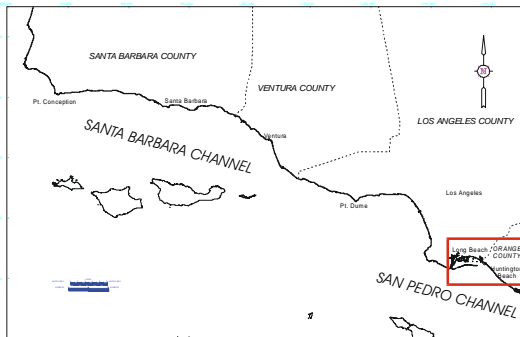 SANTA BARBARA COUNTY
VENTURA COUNTY
N
Pt. Conception
Santa Barbara
LOS ANGELES COUNTY
SANTA BARBARA CHANNEL
Ventura
Los Angeles
Pt. Dume
Long Beach
ORANGE
COUNTY
Huntington
Beach
SAN PEDRO CHANNEL